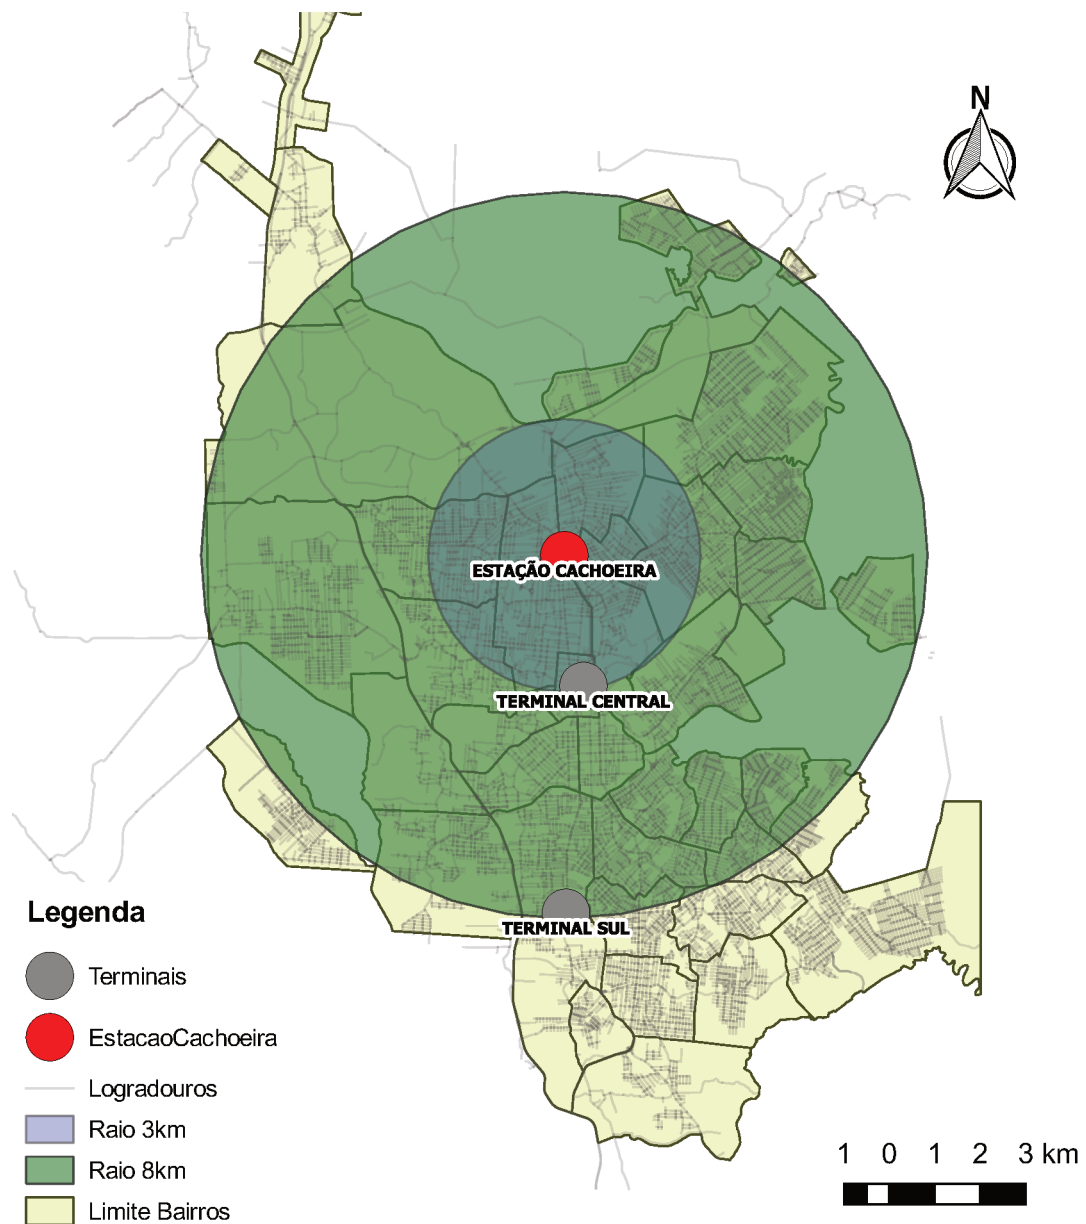 N
ESTAÇÃO CACHOEIRA
TERMINAL CENTRAL
TERMINAL SUL
Legenda
Terminais
EstacaoCachoeira
Logradouros
Raio 3km
Raio 8km
Limite Bairros
1 0 1 2 3 km